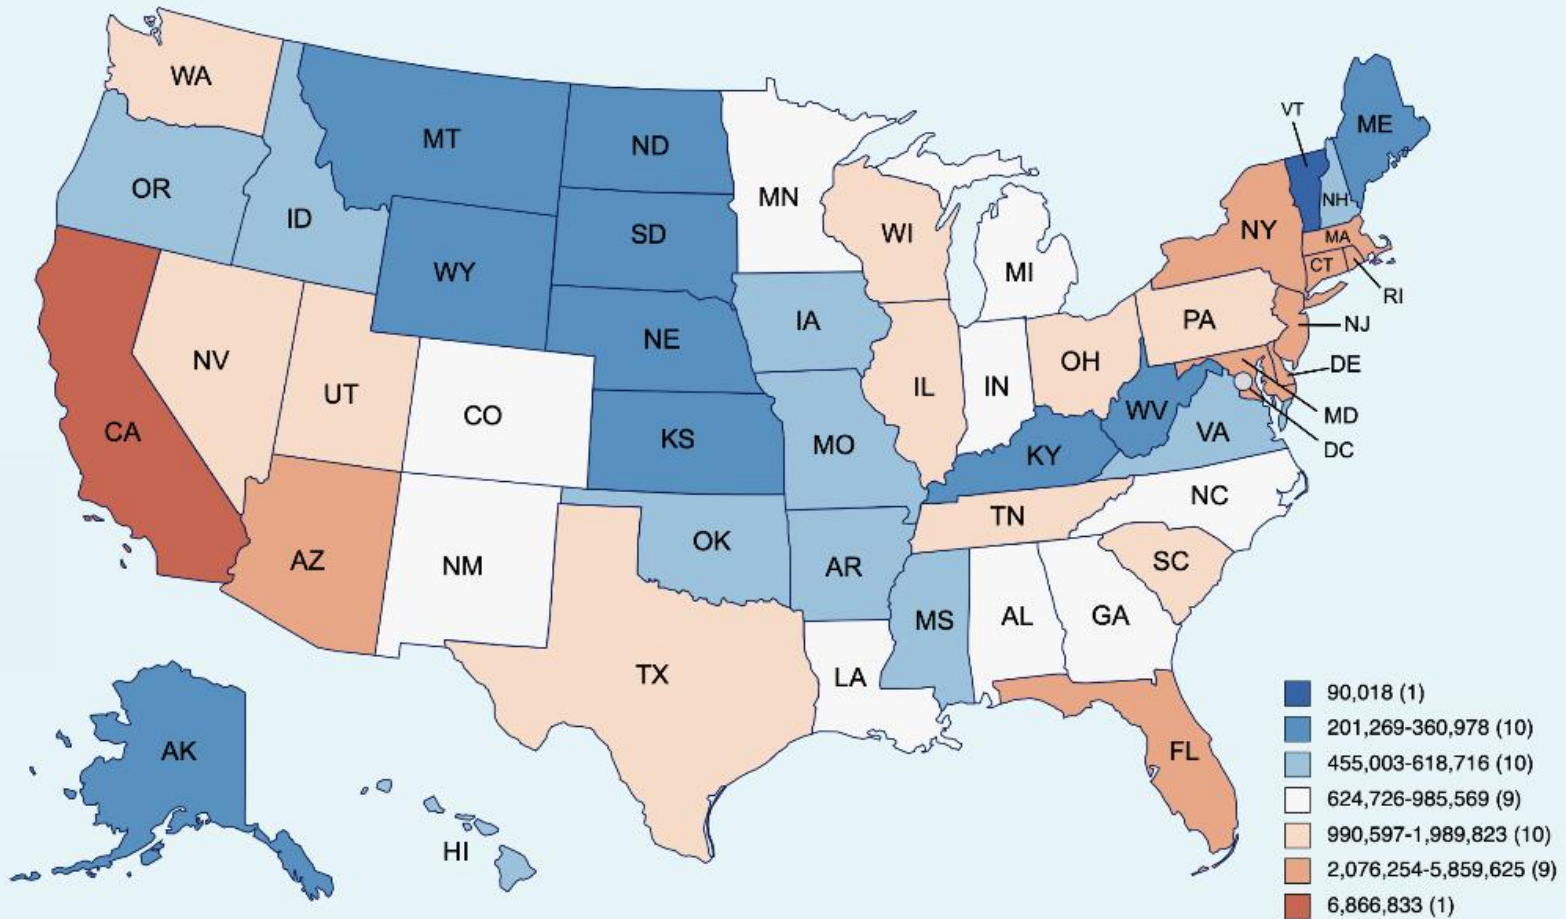 WA
MT
ND
MN
VT
ME
OR
ID
SD
WI
NH
NY
MA
WY
MI
CT
RI
IA
PA
NJ
NE
NV
OH
DE
UT
IL
IN
CO
WV
MD
CA
KS
MO
VA
DC
KY
NC
TN
OK
AZ
NM
AR
SC
MS
AL
GA
TX
LA
AK
FL
HI
90,018 (1)
201,269-360,978 (10)
455,003-618,716 (10)
624,726-985,569 (9)
990,597-1,989,823 (10)
2,076,254-5,859,625 (9)
6,866,833 (1)